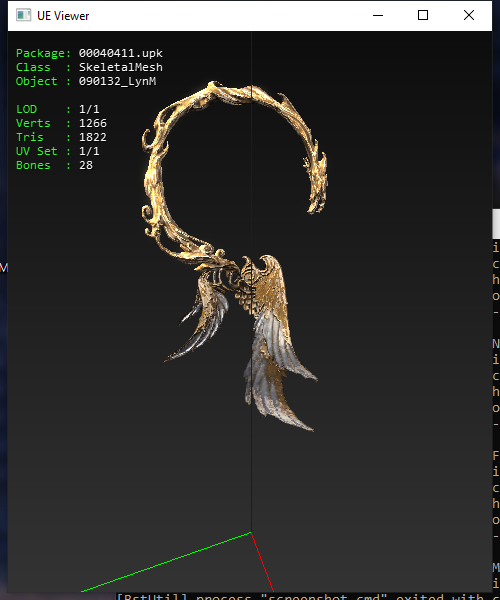 UE Viewer
Package: 00040411.upk
Class : SkeletalMesh
Object : 090132_LynM
LOD : 1/1
Verts : 1266
Tris : 1822
UV Set : 1/1
Bones : 28
M
i
c
h
o
-
N
i
c
h
o
-
F
i
c
h
o
-
M
i
[BstUtil] process "screenshot.cmd" exited with c